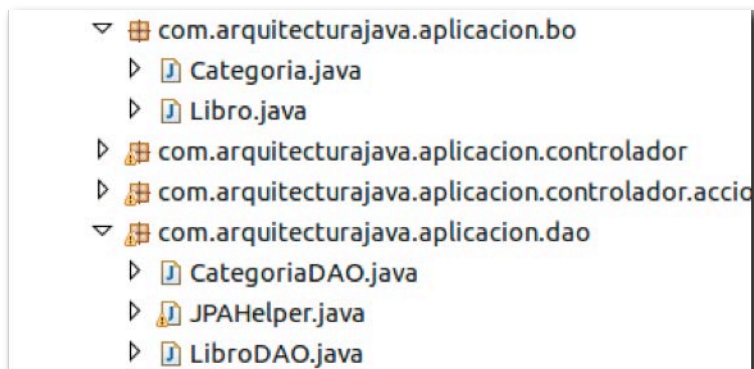 com.arquitecturajava.aplicacion.bo
Categoria.java
Libro.java
com.arquitecturajava.aplicacion.controlador
com.arquitecturajava.aplicacion.controlador.accio
com.arquitecturajava.aplicacion.dao
CategoriaDAO.java
JPAHelper.java
LibroDAO.java